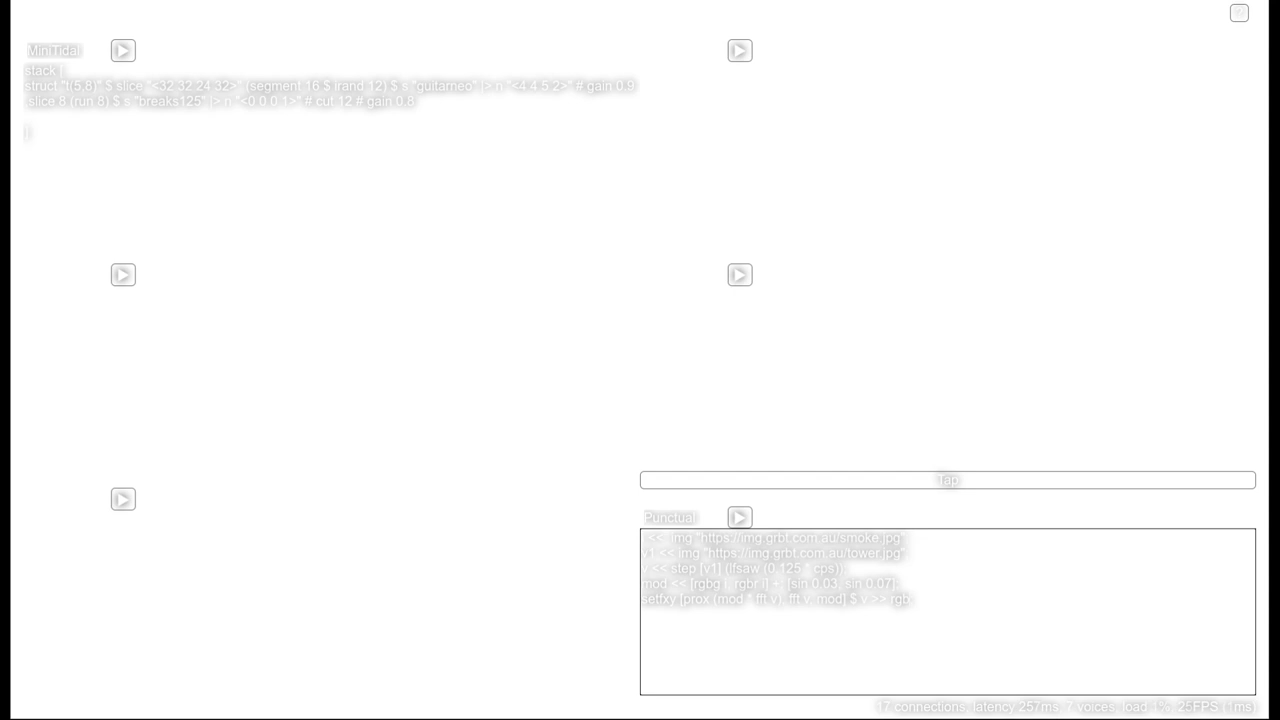 ?
MiniTidal
stack [
struct "t(5,8)" $ slice "<32 32 24 32>" (segment 16 $ irand 12) $ s "guitarneo" |> n "<4 4 5 2>" # gain 0.9,
slice 8 (run 8) $ s "breaks125" |> n "<0 0 0 1>" # cut 12 # gain 0.8
]
Tap
Punctual
i << img "https://img.grbt.com.au/smoke.jpg";
v1 << img "https://img.grbt.com.au/tower.jpg";
v << step [v1] (lfsaw (0.125 * cps));
mod << [rgbg i, rgbr i] +: [sin 0.03, sin 0.07];
setfxy [prox (mod * fft v), fft v, mod] $ v >> rgb;
17 connections, latency 257ms, 7 voices, load 1%, 25FPS (1ms)